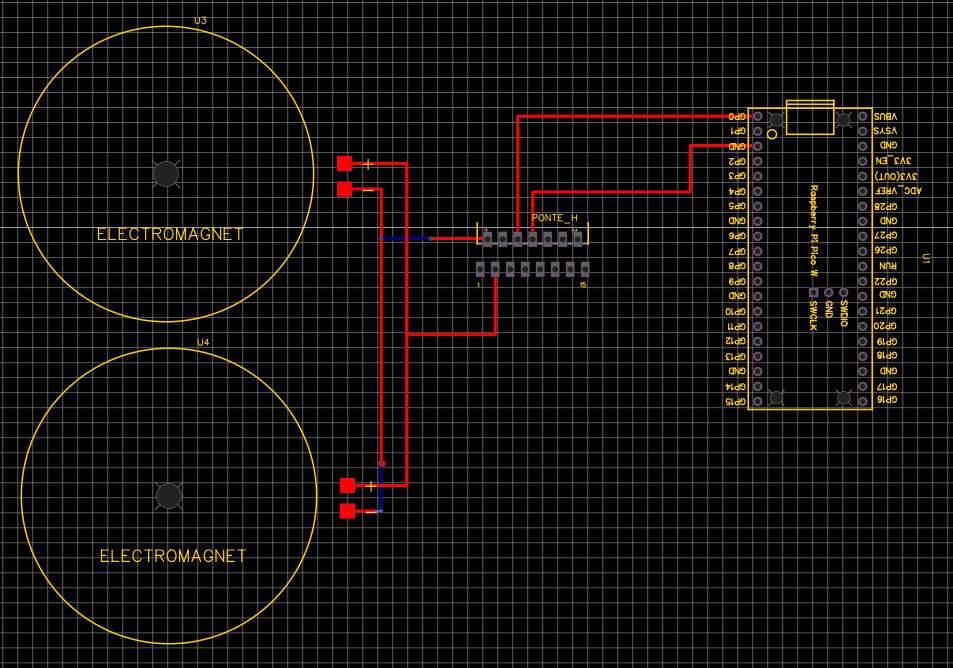 U3
+
−
ELECTROMAGNET
U4
+
−
ELECTROMAGNET
PONTE_H
1
15
GP0
GP1
GND
GP2
GP3
GP4
GP5
GND
GP6
GP7
GP8
GP9
GND
GP10
GP11
GP12
GP13
GND
GP14
GP15
Raspberry Pi Pico W
SWCLK
GND
SWDIO
VBUS
VSYS
GND
3V3_EN
3V3(OUT)
ADC_VREF
GP28
GND
GP27
GP26
RUN
GP22
GND
GP21
GP20
GP19
GP18
GND
GP17
GP16
U1